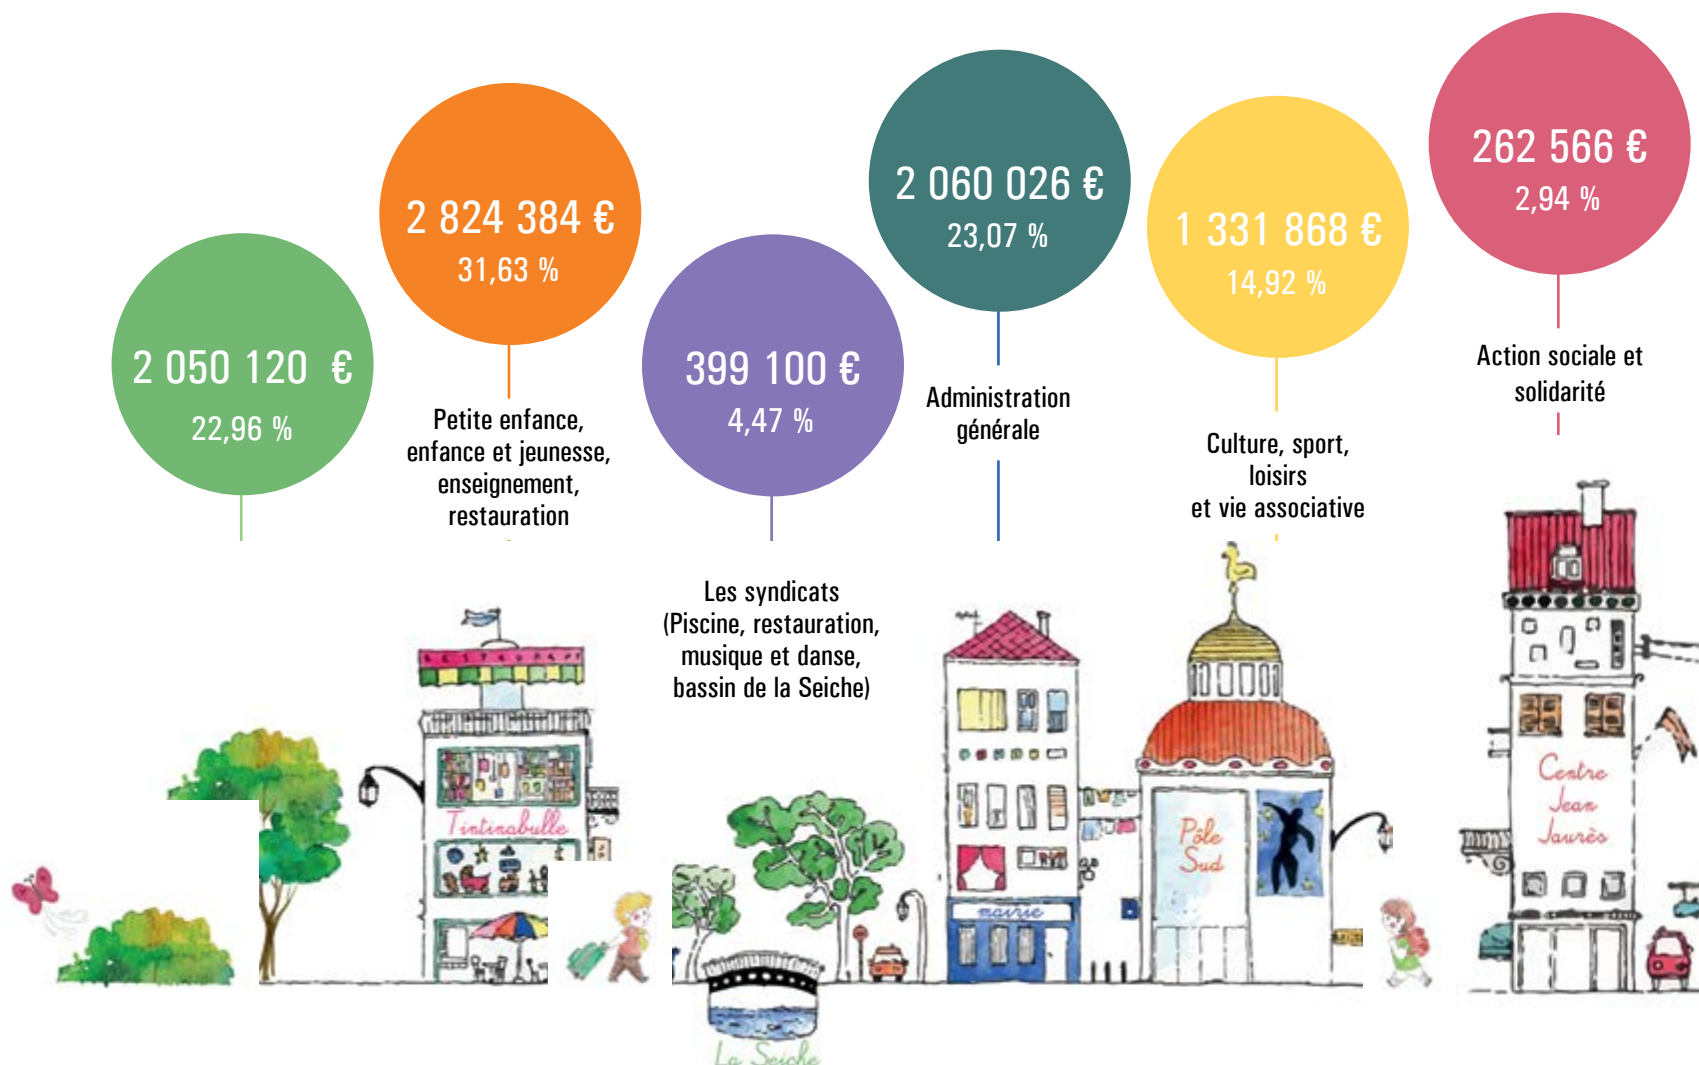 2 050 120 €
22,96 %
2 824 384 €
31,63 %
Petite enfance,
enfance et jeunesse,
enseignement,
restauration
399 100 €
4,47 %
Les syndicats
(Piscine, restauration,
musique et danse,
bassin de la Seiche)
2 060 026 €
23,07 %
Administration
générale
1 331 868 €
14,92 %
Culture, sport,
loisirs
et vie associative
262 566 €
2,94 %
Action sociale et
solidarité
RESTAURANT
Tintinabulle
La Seiche
mairie
Pôle
Sud
Centre
Jean
Jaurès